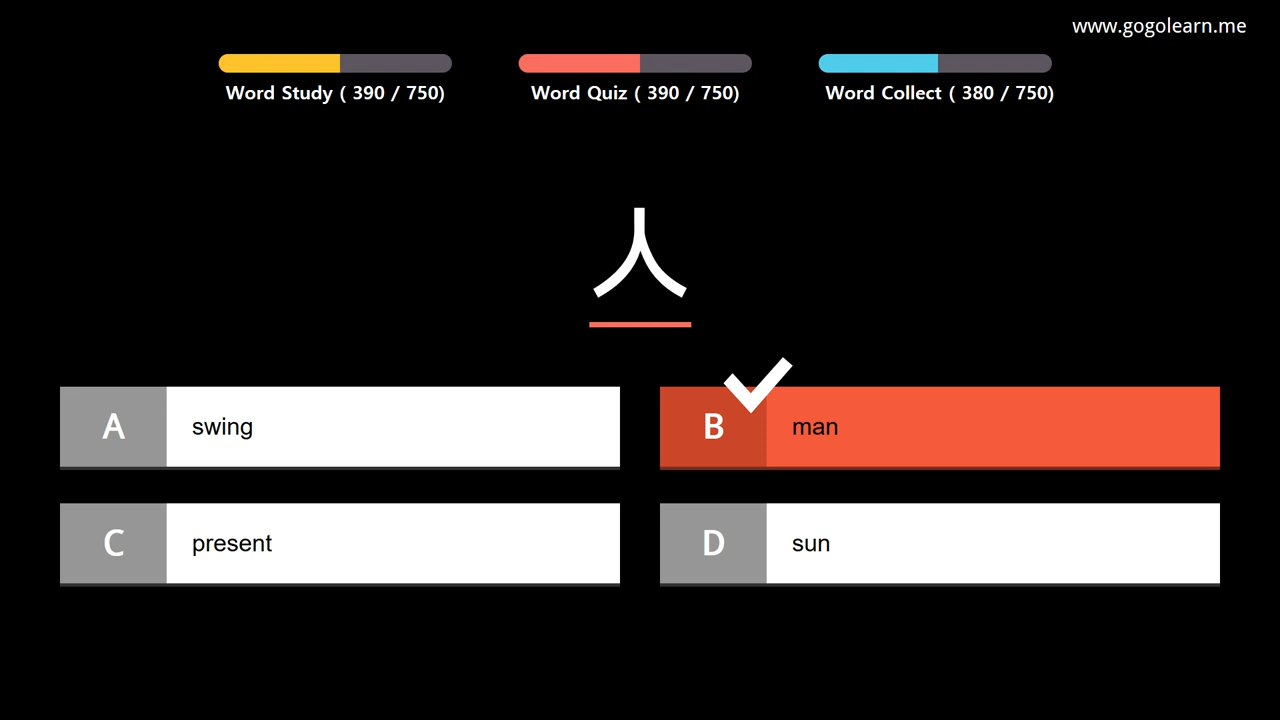 www.gogolearn.me
Word Study ( 390 / 750)
Word Quiz ( 390 / 750)
Word Collect ( 380 / 750)
人
A swing
B man
C present
D sun